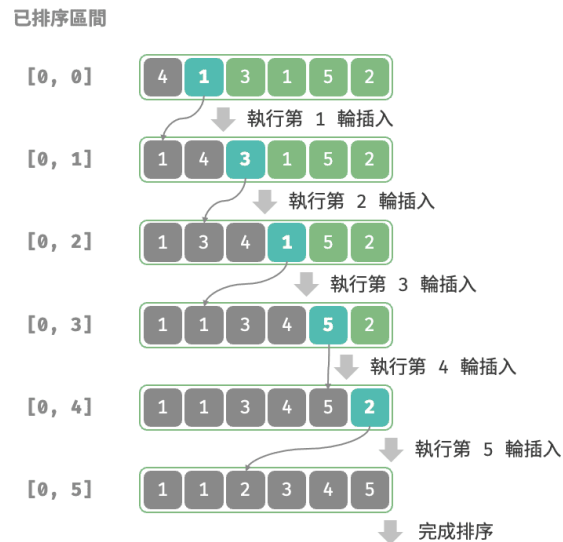 已排序區間
[0, 0] 4 1 3 1 5 2
執行第 1 輪插入
[0, 1] 1 4 3 1 5 2
執行第 2 輪插入
[0, 2] 1 3 4 1 5 2
執行第 3 輪插入
[0, 3] 1 1 3 4 5 2
執行第 4 輪插入
[0, 4] 1 1 3 4 5 2
執行第 5 輪插入
[0, 5] 1 1 2 3 4 5
完成排序